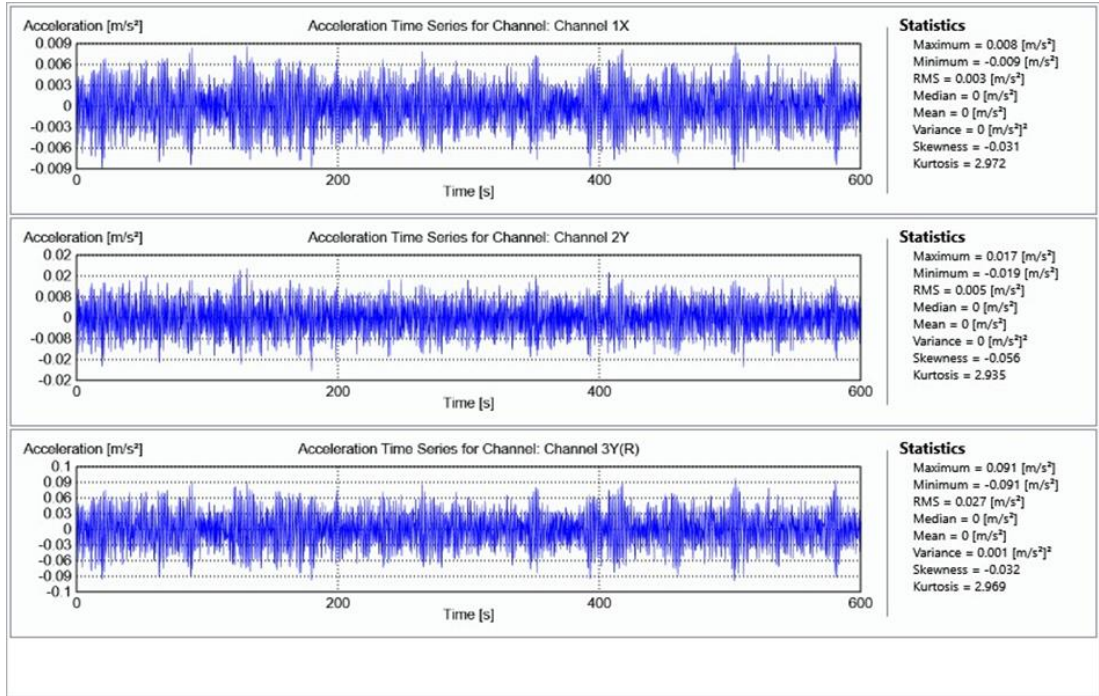 Acceleration [m/s²]
Acceleration Time Series for Channel: Channel 1X
0.009
0.006
0.003
0
-0.003
-0.006
-0.009
0
200
400
600
Time [s]
Statistics
Maximum = 0.008 [m/s²]
Minimum = -0.009 [m/s²]
RMS = 0.003 [m/s²]
Median = 0 [m/s²]
Mean = 0 [m/s²]
Variance = 0 [m/s²]²
Skewness = -0.031
Kurtosis = 2.972
Acceleration [m/s²]
Acceleration Time Series for Channel: Channel 2Y
0.02
0.02
0.008
0
-0.008
-0.02
-0.02
0
200
400
600
Time [s]
Statistics
Maximum = 0.017 [m/s²]
Minimum = -0.019 [m/s²]
RMS = 0.005 [m/s²]
Median = 0 [m/s²]
Mean = 0 [m/s²]
Variance = 0 [m/s²]²
Skewness = -0.056
Kurtosis = 2.935
Acceleration [m/s²]
Acceleration Time Series for Channel: Channel 3Y(R)
0.1
0.09
0.06
0.03
0
-0.03
-0.06
-0.09
-0.1
0
200
400
600
Time [s]
Statistics
Maximum = 0.091 [m/s²]
Minimum = -0.091 [m/s²]
RMS = 0.027 [m/s²]
Median = 0 [m/s²]
Mean = 0 [m/s²]
Variance = 0.001 [m/s²]²
Skewness = -0.032
Kurtosis = 2.969